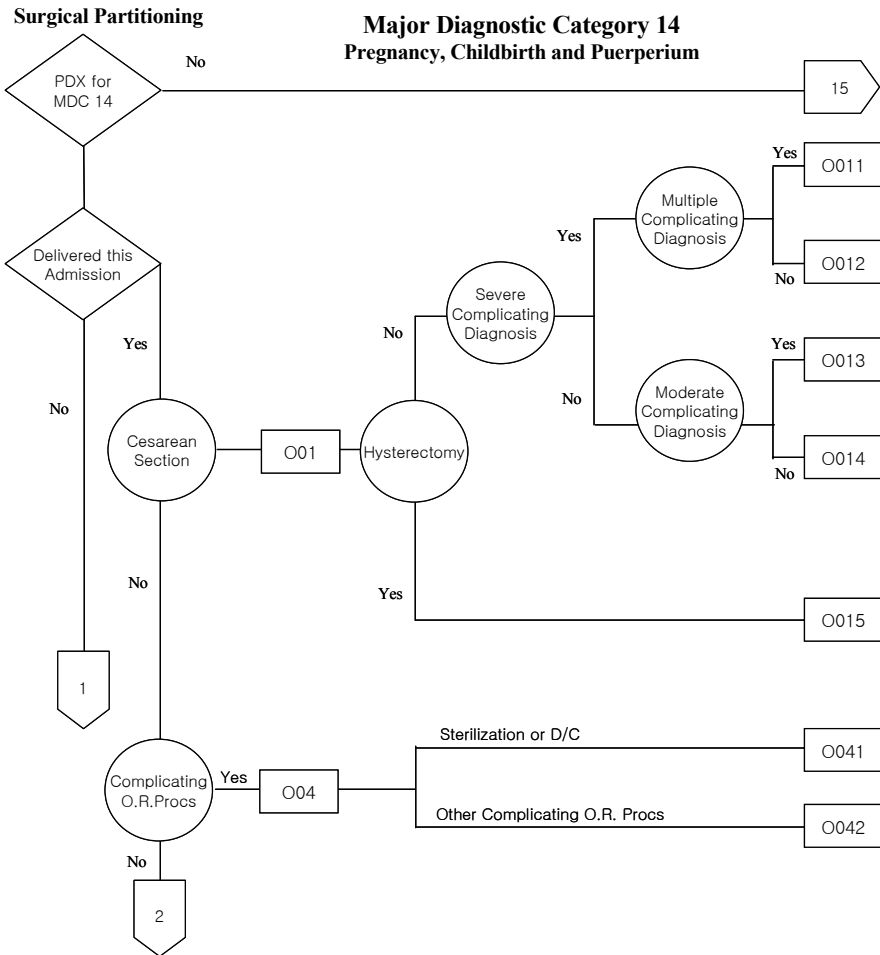 Surgical Partitioning
Major Diagnostic Category 14
Pregnancy, Childbirth and Puerperium
No
PDX for
MDC 14
15
Yes
O011
Multiple
Complicating
Diagnosis
Yes
Delivered this
Admission
O012
No
Severe
Complicating
Diagnosis
No
Yes
Yes
O013
No
Moderate
Complicating
Diagnosis
No
Cesarean
Section
O01
Hysterectomy
O014
No
No
Yes
O015
1
Sterilization or D/C
O041
Complicating
O.R.Procs
Yes
O04
Other Complicating O.R. Procs
O042
No
2